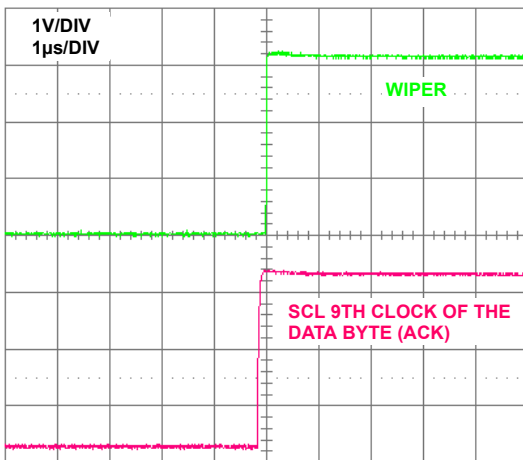 1V/DIV
1µs/DIV
WIPER
SCL 9TH CLOCK OF THE
DATA BYTE (ACK)